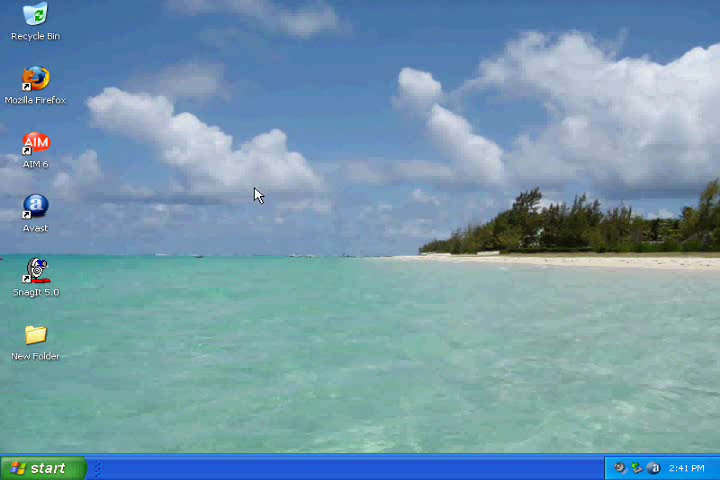 Recycle Bin
Mozilla Firefox
AIM
AIM 6
a
Avast
SnagIt 5.0
New Folder
start
a
2:41 PM